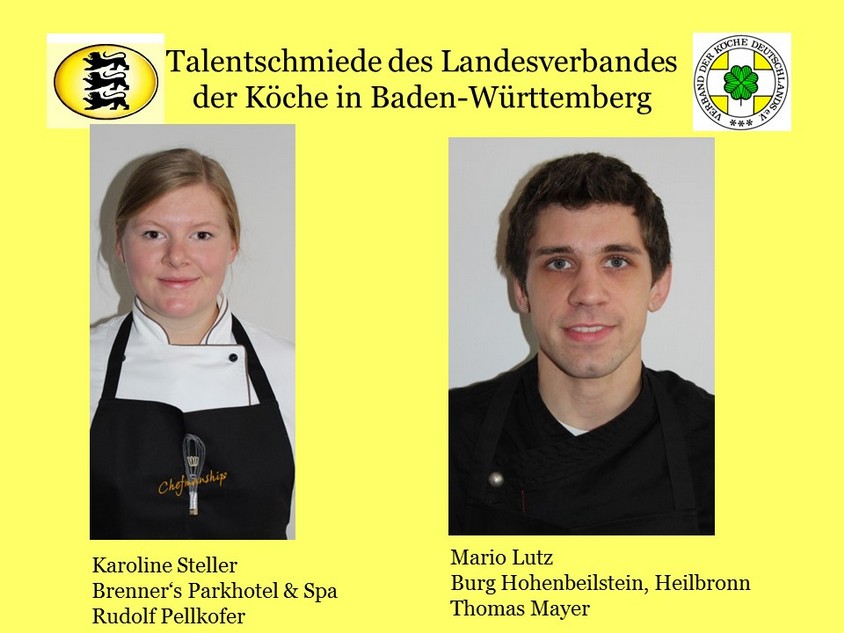 Talentschmiede des Landesverbandes
der Köche in Baden-Württemberg
VERBAND DER KÖCHE DEUTSCHLANDS e.V.
***
Chefmanship
Karoline Steller
Brenner‘s Parkhotel & Spa
Rudolf Pellkofer
Mario Lutz
Burg Hohenbeilstein, Heilbronn
Thomas Mayer